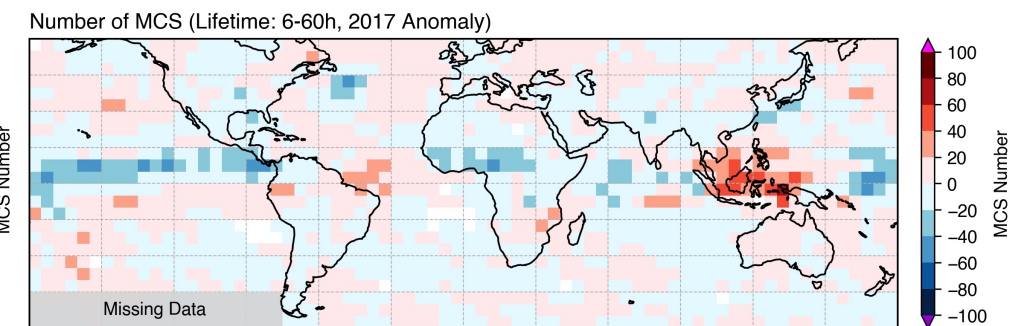 Number of MCS (Lifetime: 6-60h, 2017 Anomaly)
MCS Number
Missing Data
100
80
60
40
20
0
−20
−40
−60
−80
−100
MCS Number